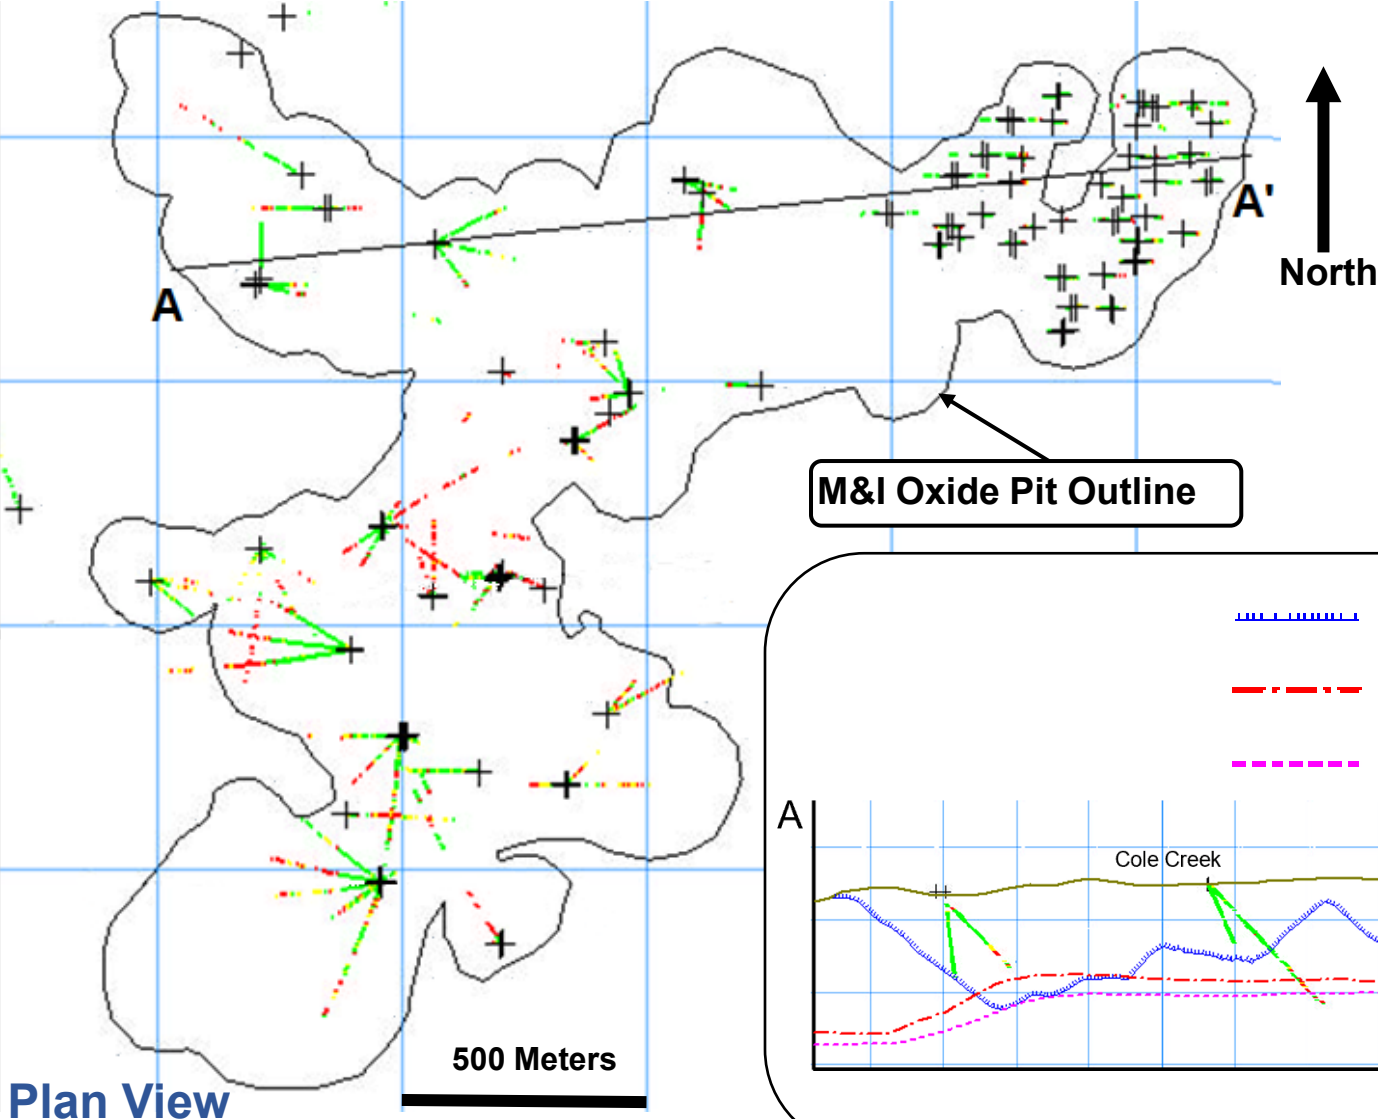 A'
North
A
M&I Oxide Pit Outline
A
Cole Creek
500 Meters
Plan View